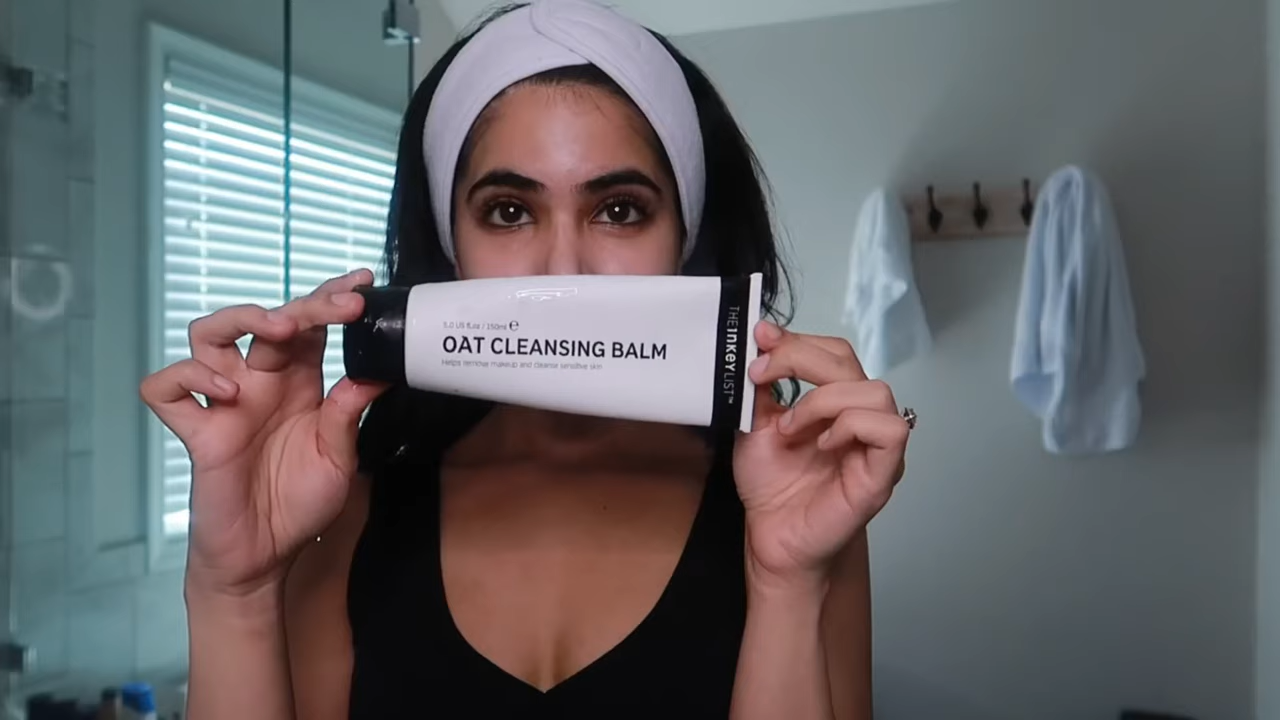 5.0 US fl.oz / 150ml ℮
OAT CLEANSING BALM
Helps remove makeup and cleanse sensitive skin
THE INKEY LIST™